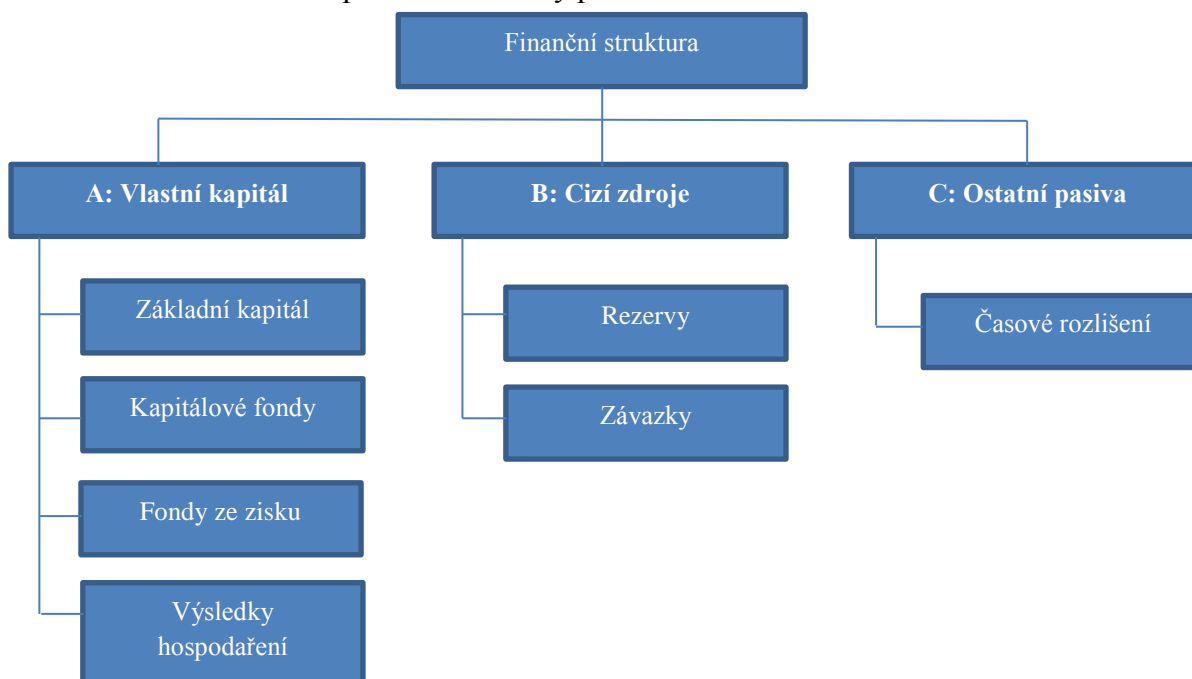 Finanční struktura
A: Vlastní kapitál
B: Cizí zdroje
C: Ostatní pasiva
Základní kapitál
Kapitálové fondy
Fondy ze zisku
Výsledky
hospodaření
Rezervy
Závazky
Časové rozlišení